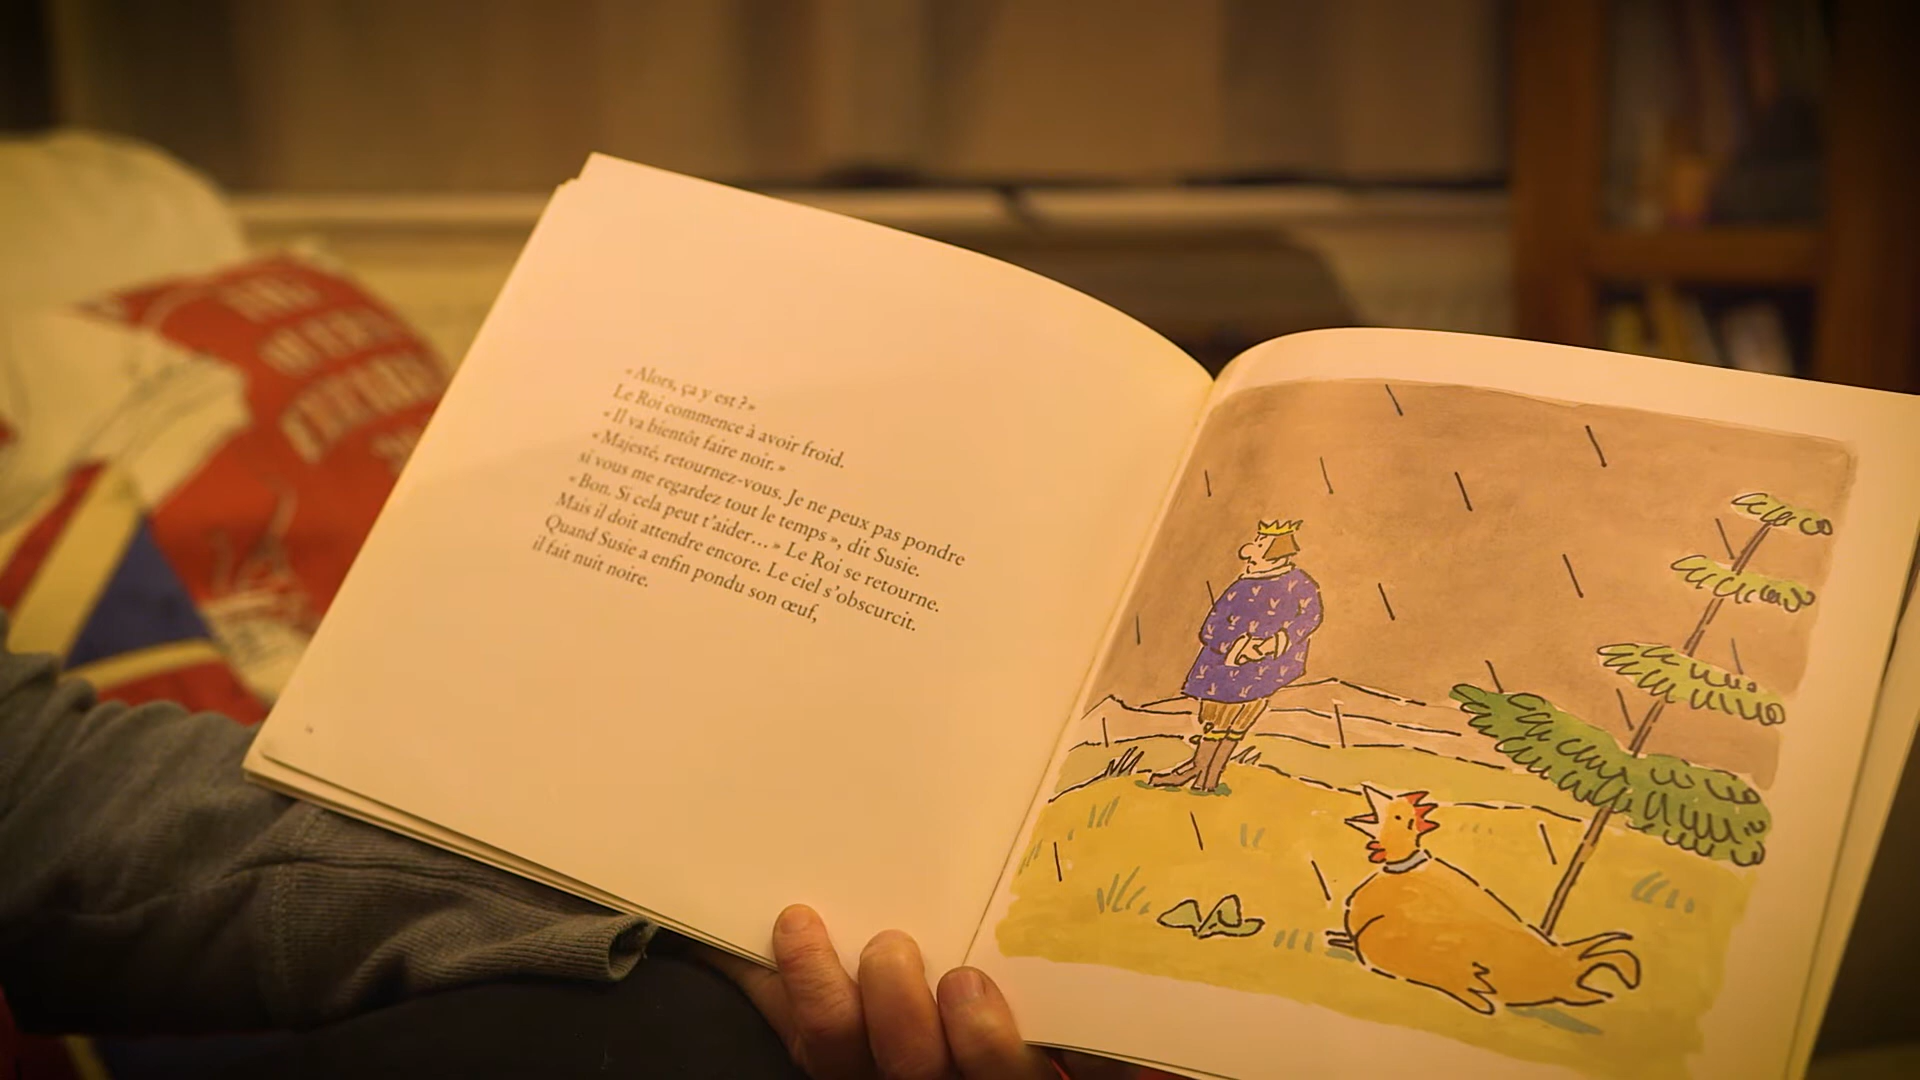 « Alors, ça y est ? »
Le Roi commence à avoir froid.
« Il va bientôt faire noir. »
« Majesté, retournez-vous. Je ne peux pas pondre
si vous me regardez tout le temps », dit Susie.
« Bon. Si cela peut t'aider... » Le Roi se retourne.
Mais il doit attendre encore. Le ciel s'obscurcit.
Quand Susie a enfin pondu son œuf,
il fait nuit noire.